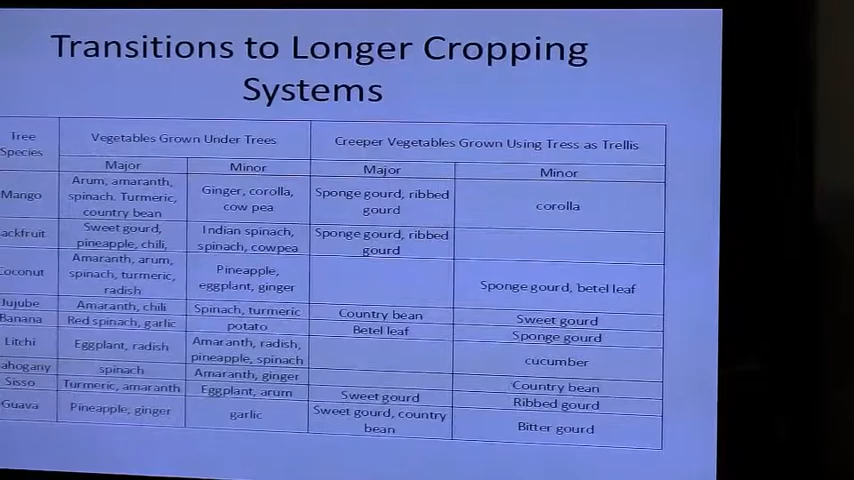 Transitions to Longer Cropping
Systems
Tree
Species
Vegetables Grown Under Trees
Creeper Vegetables Grown Using Tress as Trellis
Major
Minor
Major
Minor
Mango
Arum, amaranth,
spinach. Turmeric,
country bean
Ginger, corolla,
cow pea
Sponge gourd, ribbed
gourd
corolla
ackfruit
Sweet gourd,
pineapple, chili,
Indian spinach,
spinach, cowpea
Sponge gourd, ribbed
gourd
Coconut
Amaranth, arum,
spinach, turmeric,
radish
Pineapple,
eggplant, ginger
Sponge gourd, betel leaf
Jujube
Amaranth, chili
Spinach, turmeric
Country bean
Sweet gourd
Banana
Red spinach, garlic
potato
Betel leaf
Sponge gourd
Litchi
Eggplant, radish
Amaranth, radish,
pineapple, spinach
cucumber
ahogany
spinach
Amaranth, ginger
Country bean
Sisso
Turmeric, amaranth
Eggplant, arum
Sweet gourd
Ribbed gourd
Guava
Pineapple, ginger
garlic
Sweet gourd, country
bean
Bitter gourd